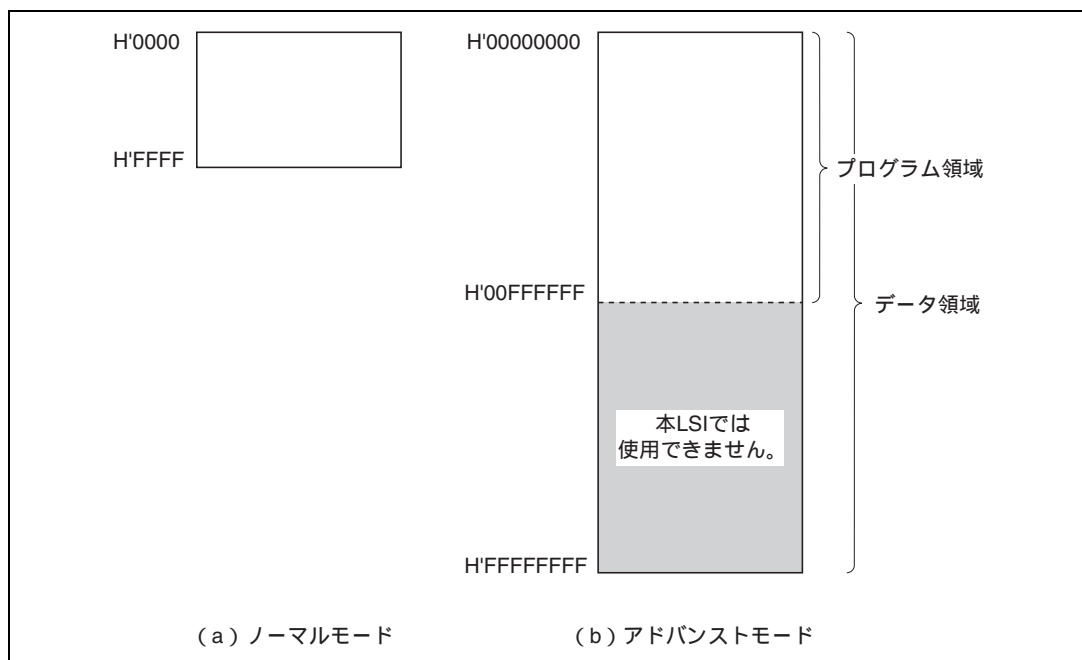 H'0000
H'FFFF
H'00000000
プログラム領域
H'00FFFFFF
データ領域
本LSIでは
使用できません。
H'FFFFFFFF
(a)ノーマルモード
(b)アドバンストモード